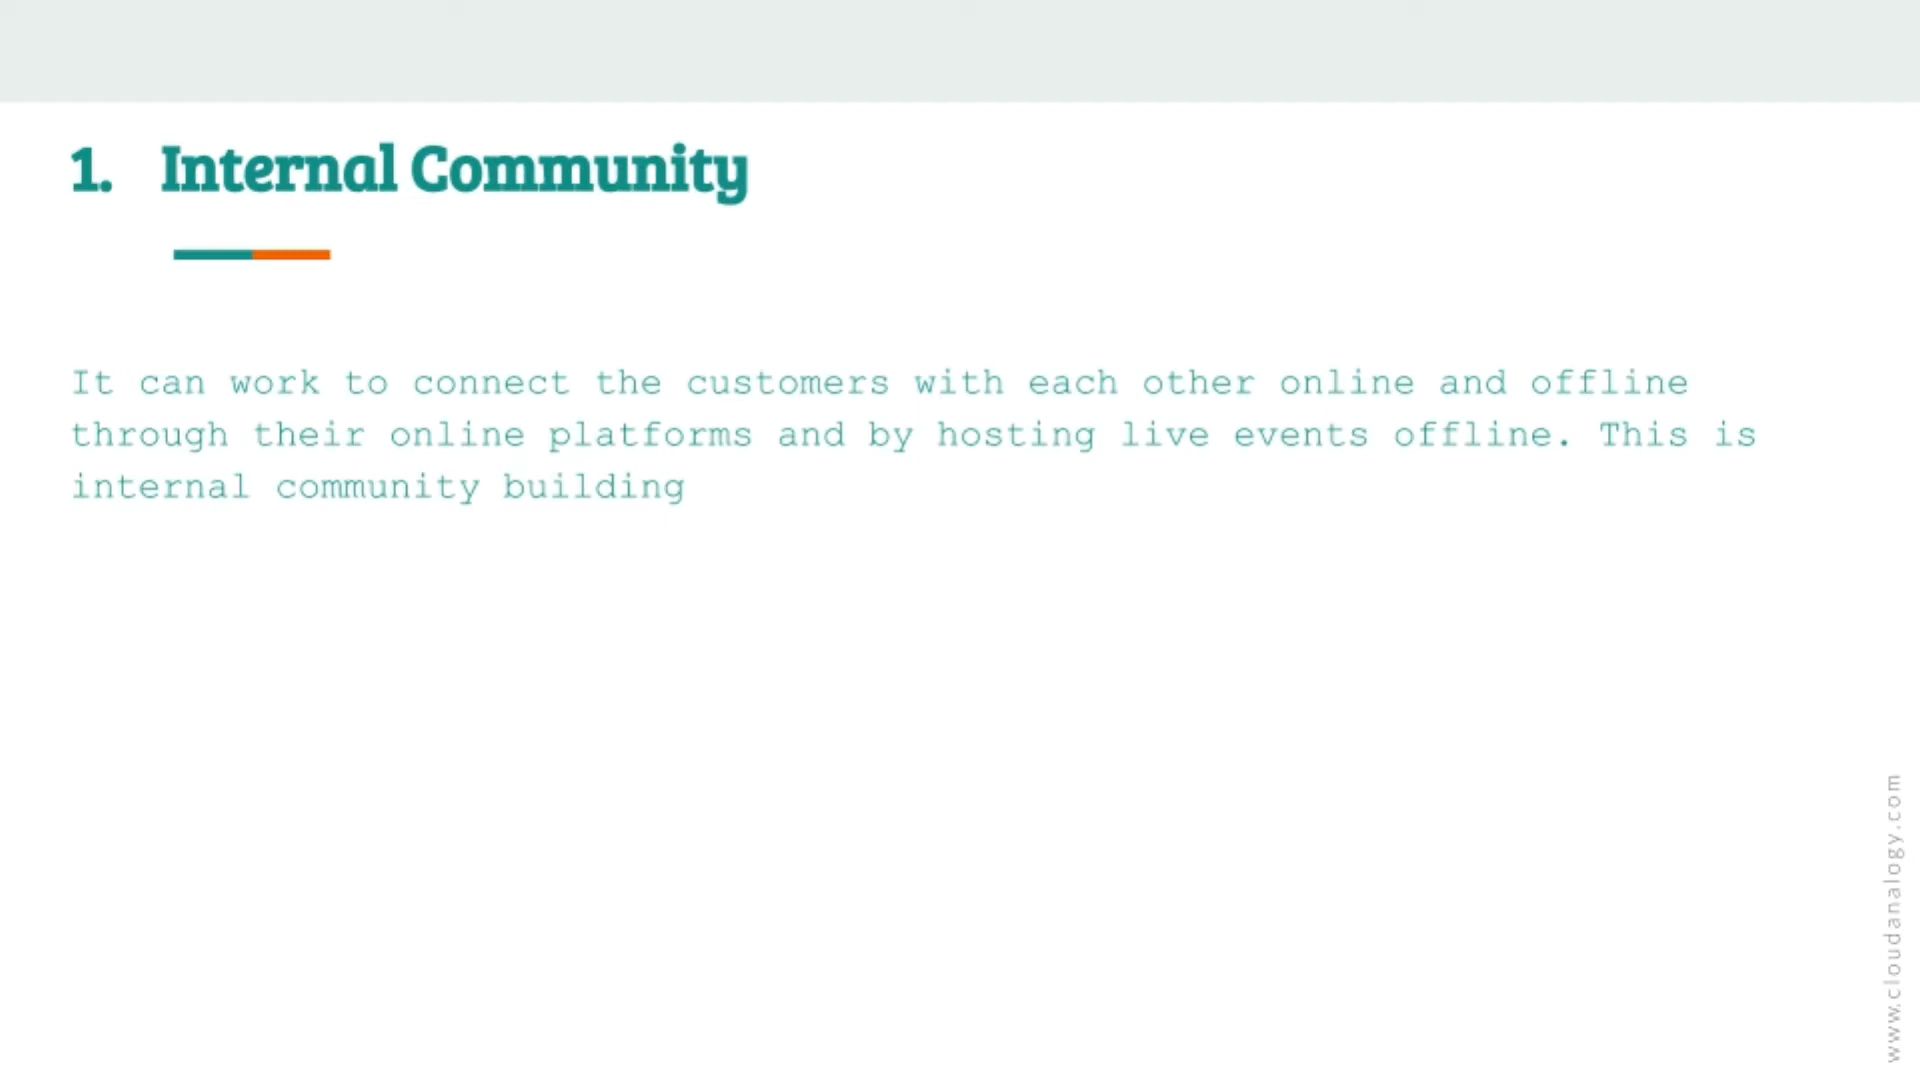 1. Internal Community
It can work to connect the customers with each other online and offline
through their online platforms and by hosting live events offline. This is
internal community building
www.cloudanalogy.com